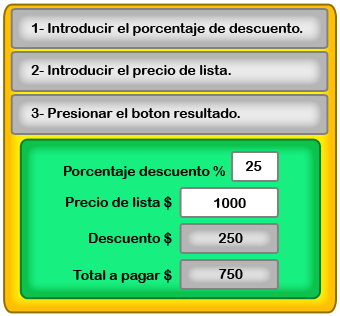 1- Introducir el porcentaje de descuento.
2- Introducir el precio de lista.
3- Presionar el boton resultado.
Porcentaje descuento % 25
Precio de lista $ 1000
Descuento $ 250
Total a pagar $ 750